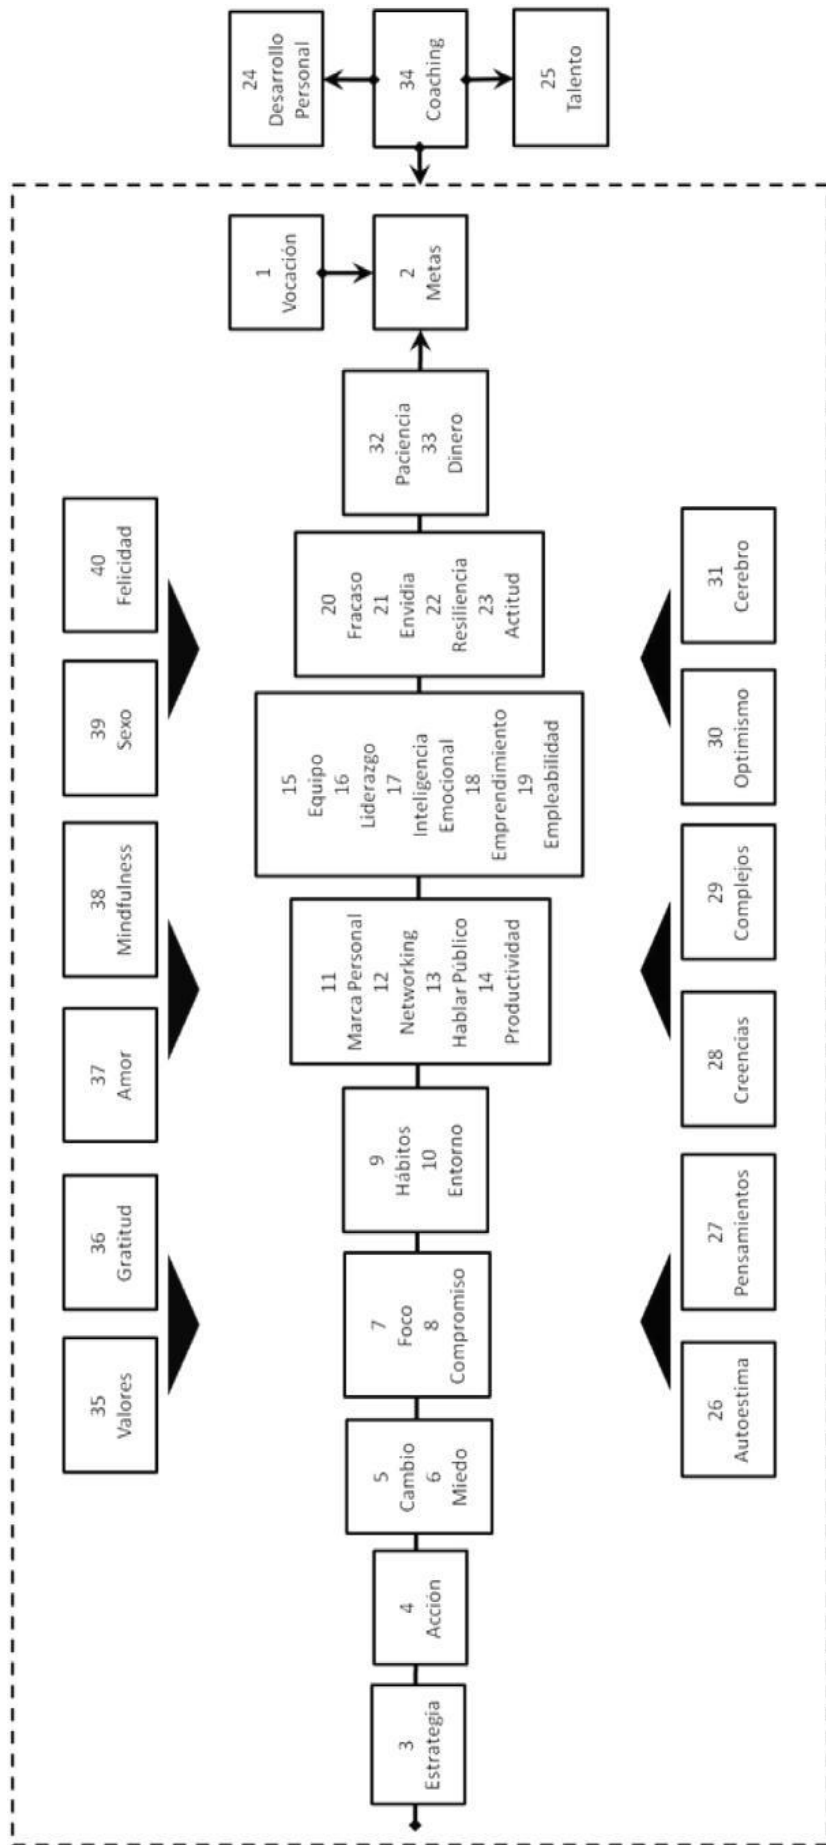 35
Valores
36
Gratitud
37
Amor
38
Mindfulness
39
Sexo
40
Felicidad
3
Estrategia
4
Acción
5
Cambio
6
Miedo
7
Foco
8
Compromiso
9
Hábitos
10
Entorno
11
Marca Personal
12
Networking
13
Hablar Público
14
Productividad
15
Equipo
16
Liderazgo
17
Inteligencia
Emocional
18
Emprendimiento
19
Empleabilidad
20
Fracaso
21
Envidia
22
Resiliencia
23
Actitud
32
Paciencia
33
Dinero
1
Vocación
2
Metas
26
Autoestima
27
Pensamientos
28
Creencias
29
Complejos
30
Optimismo
31
Cerebro
24
Desarrollo
Personal
34
Coaching
25
Talento